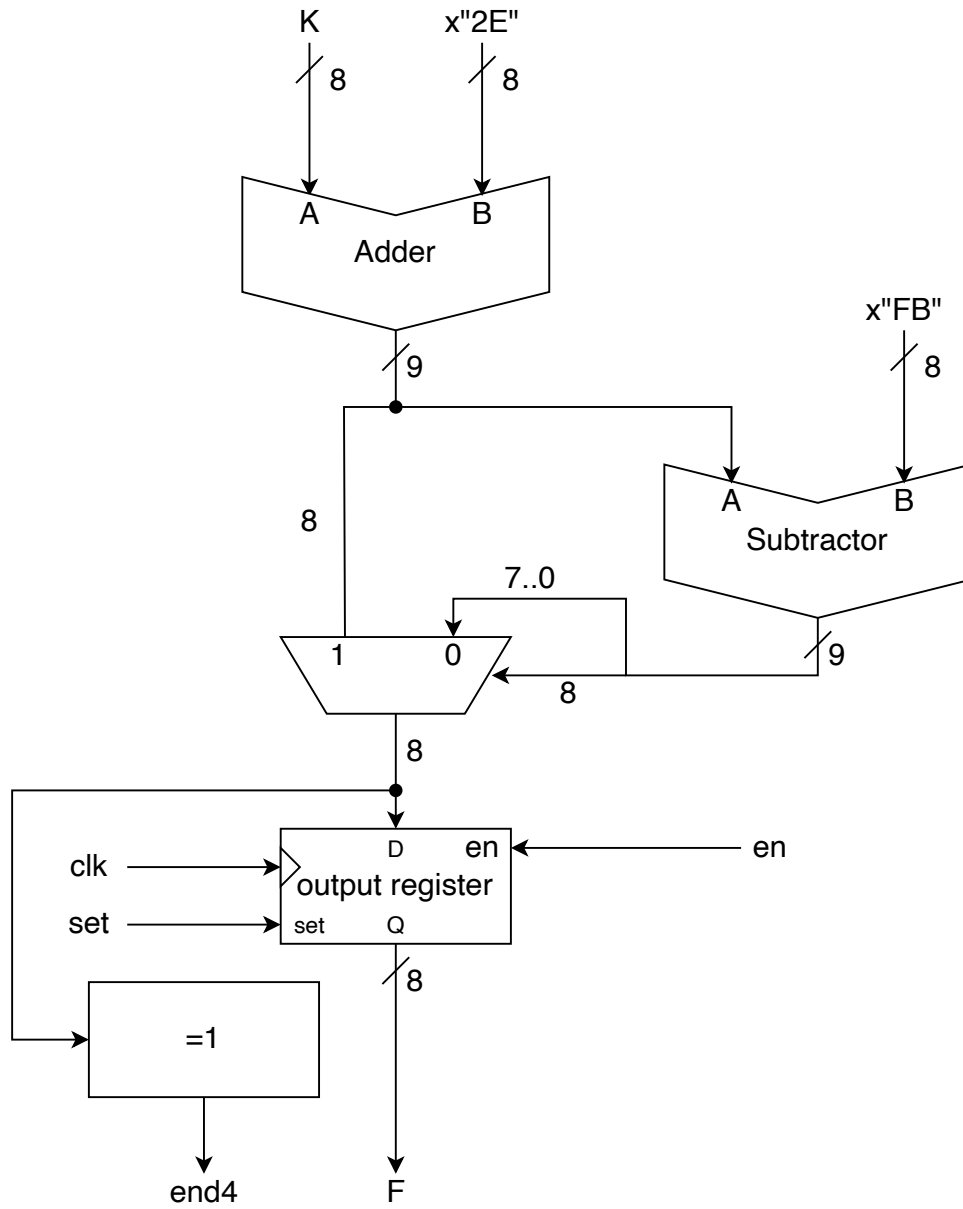 K
x"2E"
8
8
A
B
Adder
x"FB"
9
8
A
B
8
Subtractor
7..0
1
0
9
8
8
D
en
en
clk
output register
set
set
Q
8
=1
end4
F